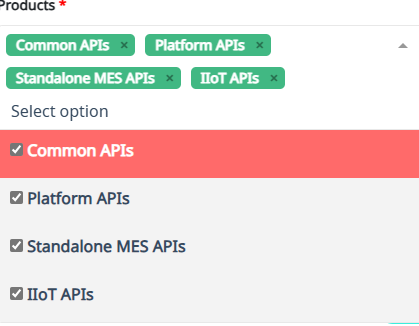 Products *
Common APIs × Platform APIs ×
Standalone MES APIs × IIoT APIs ×
Select option
Common APIs
Platform APIs
Standalone MES APIs
IIoT APIs